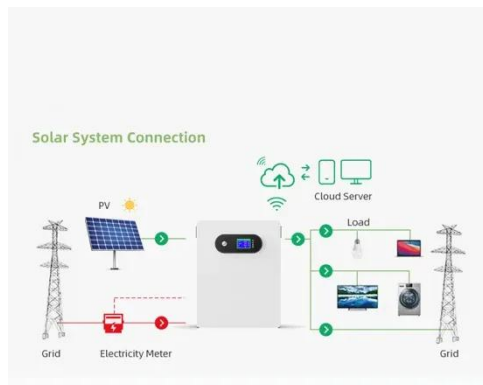 Solar System Connection
Cloud Server
PV
Load
Grid
Electricity Meter
Grid